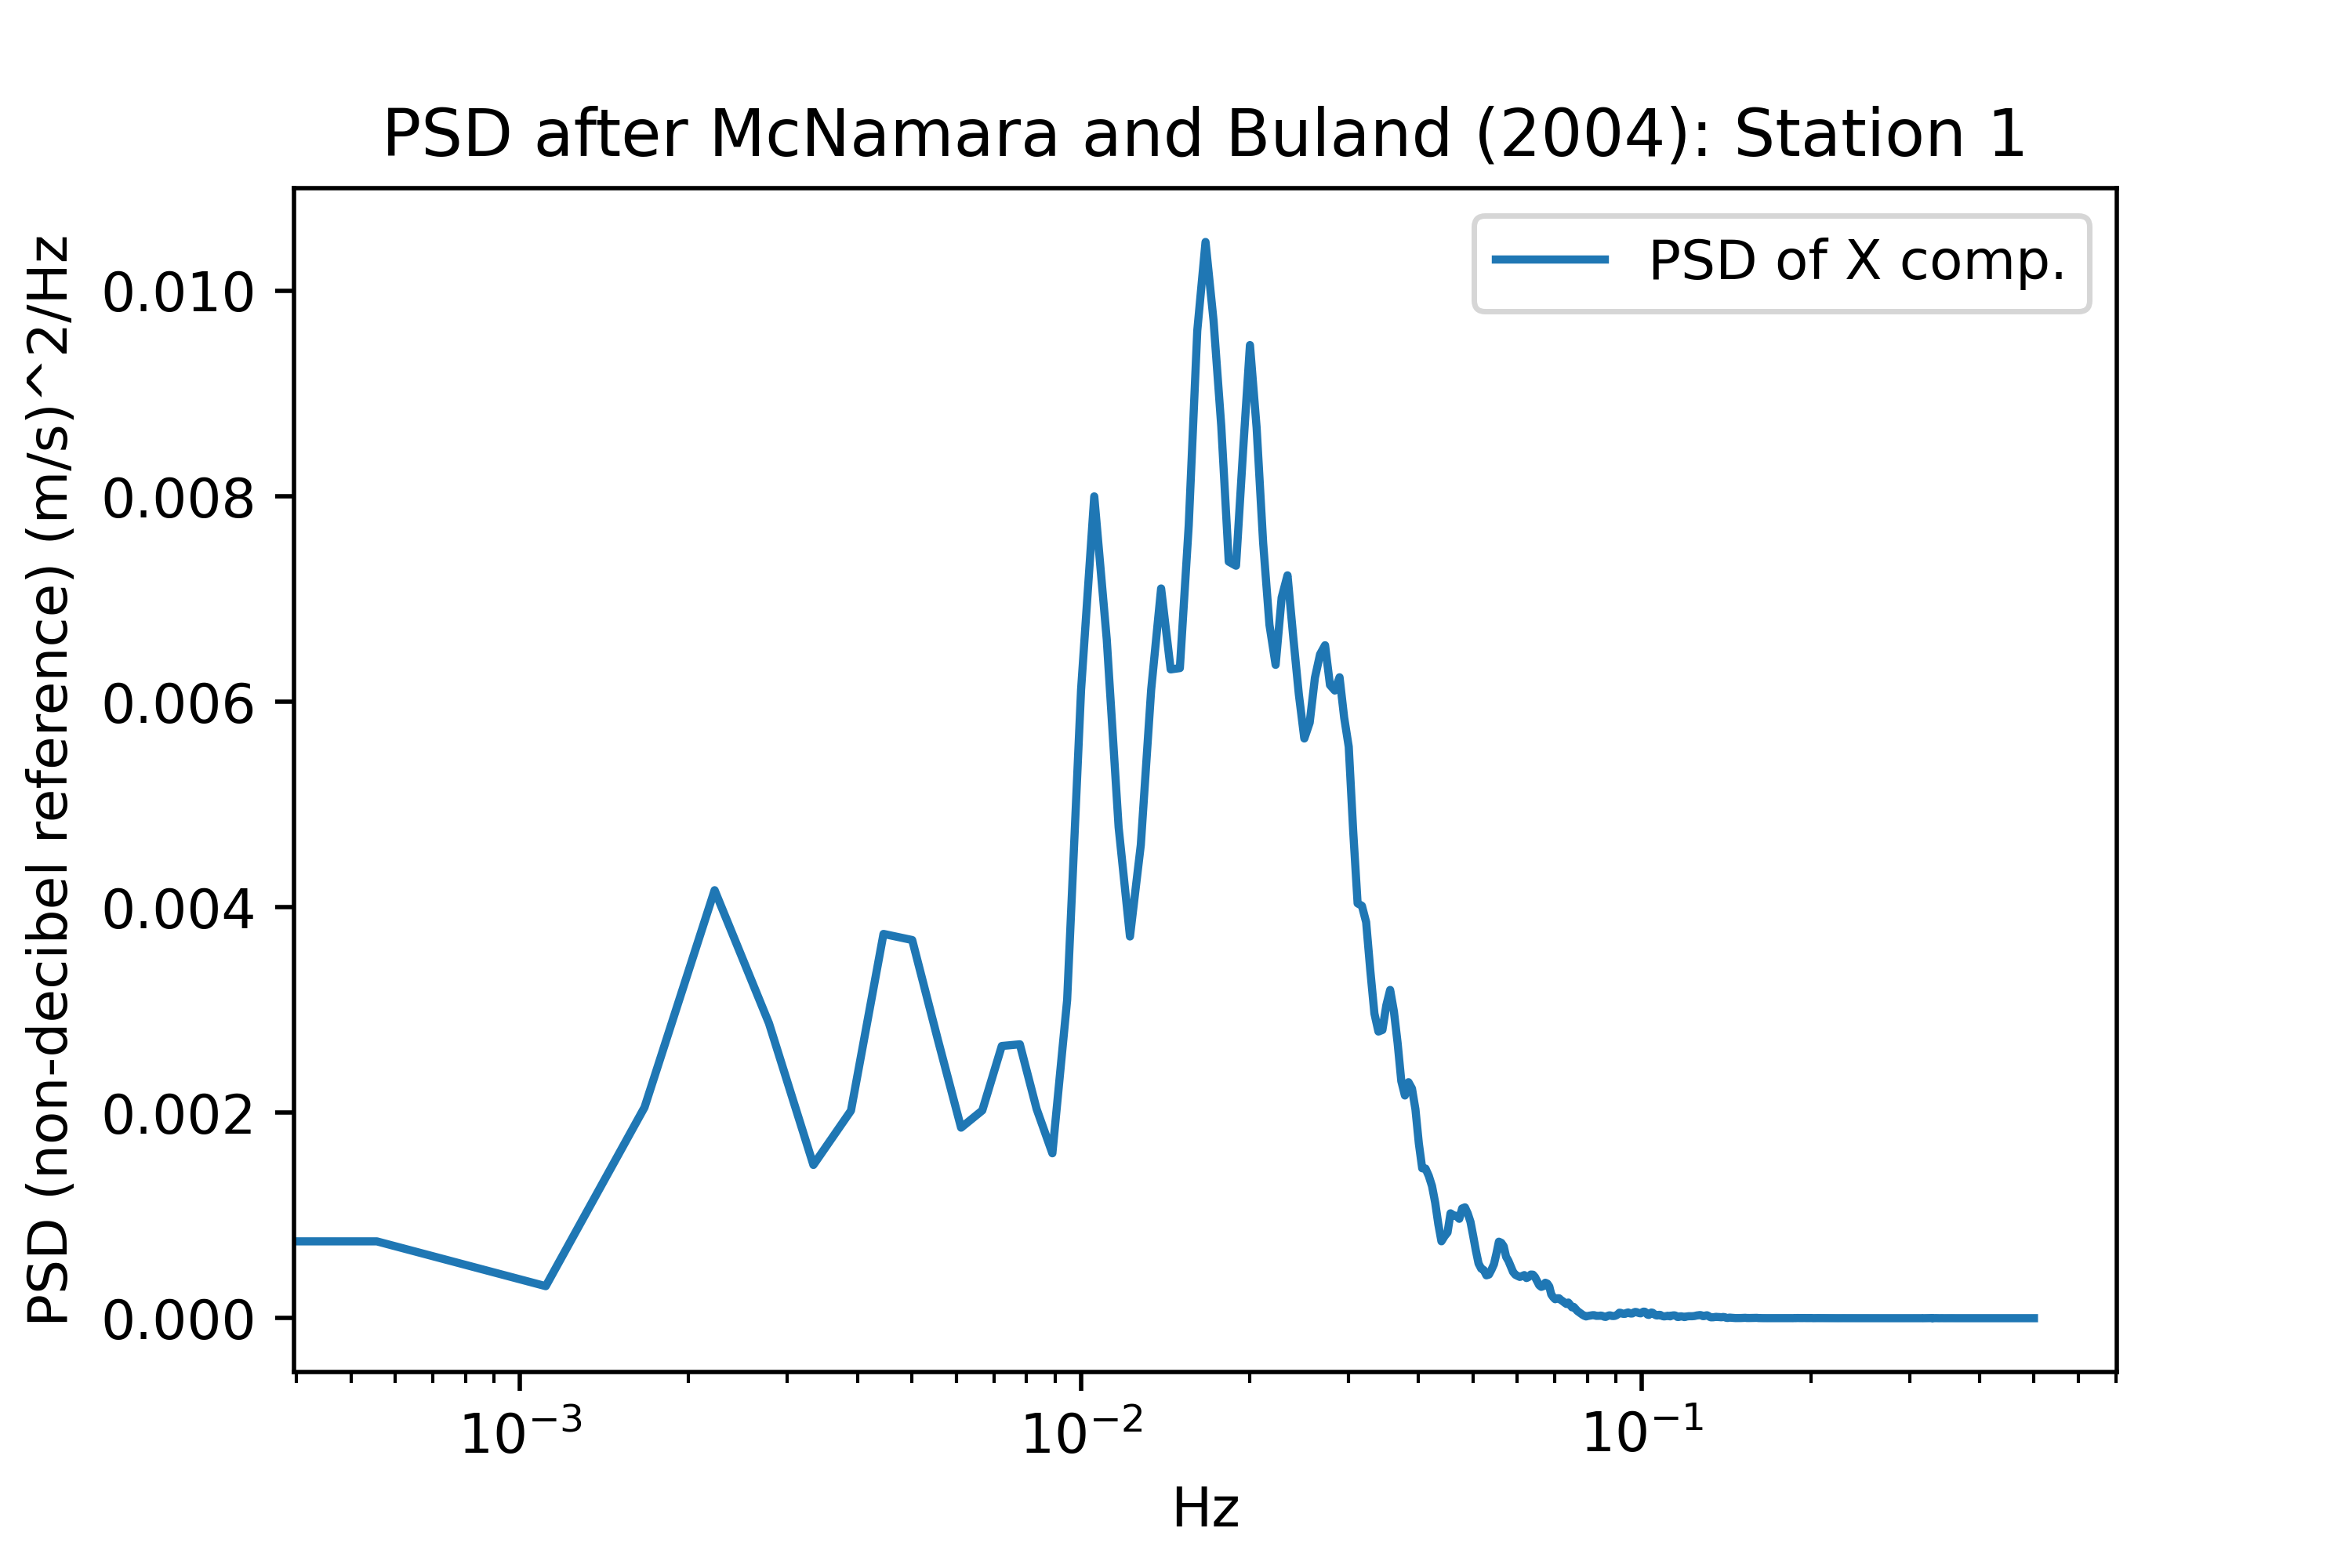 PSD after McNamara and Buland (2004): Station 1
PSD of X comp.
PSD (non-decibel reference) (m/s)^2/Hz
0.010
0.008
0.006
0.004
0.002
0.000
10⁻³ 10⁻² 10⁻¹
Hz